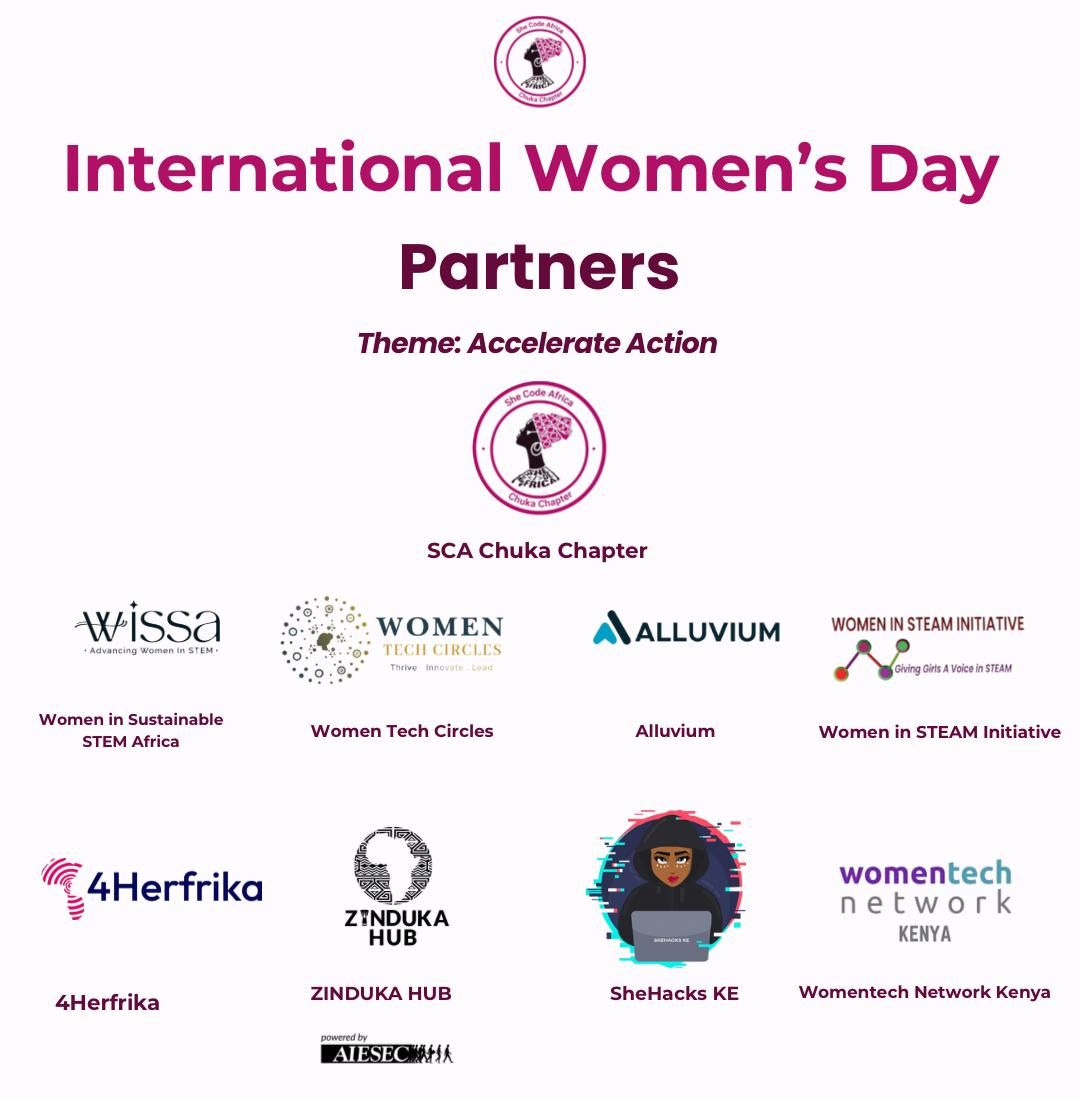 She Code Africa
Chuka Chapter
International Women’s Day
Partners
Theme: Accelerate Action
She Code Africa
SHE
AFRICA
Chuka Chapter
SCA Chuka Chapter
wissa
· Advancing Women In STEM ·
WOMEN
TECH CIRCLES
Thrive . Innovate . Lead
ALLUVIUM
WOMEN IN STEAM INITIATIVE
Giving Girls A Voice in STEAM
Women in Sustainable
STEM Africa
Women Tech Circles
Alluvium
Women in STEAM Initiative
4Herfrika
ZINDUKA
HUB
SHEHACKS KE
womentech
network
KENYA
4Herfrika
ZINDUKA HUB
SheHacks KE
Womentech Network Kenya
powered by
AIESEC